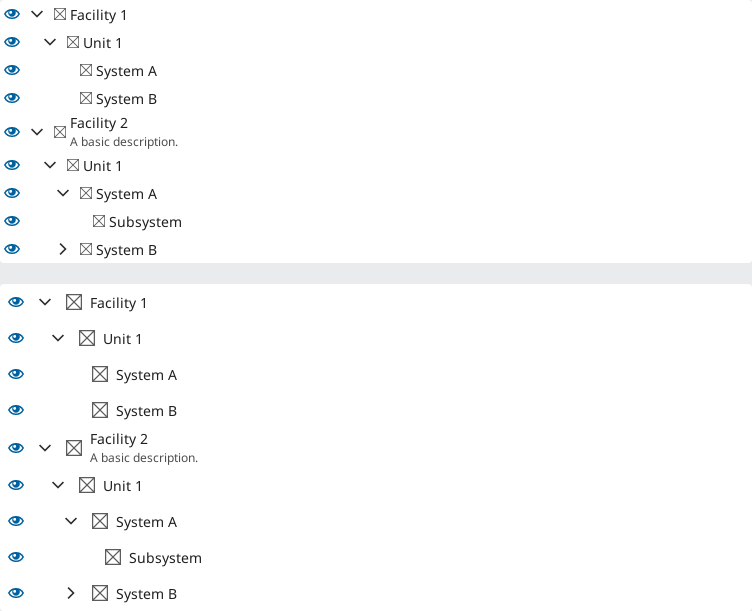 Facility 1
Unit 1
System A
System B
Facility 2
A basic description.
Unit 1
System A
Subsystem
System B
Facility 1
Unit 1
System A
System B
Facility 2
A basic description.
Unit 1
System A
Subsystem
System B